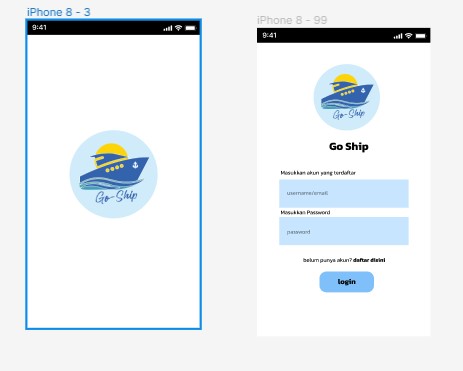 iPhone 8 - 3
9:41
Go-Ship
iPhone 8 - 99
9:41
Go-Ship
Go Ship
Masukkan akun yang terdaftar
username/email
Masukkan Password
password
belum punya akun? daftar disini
login